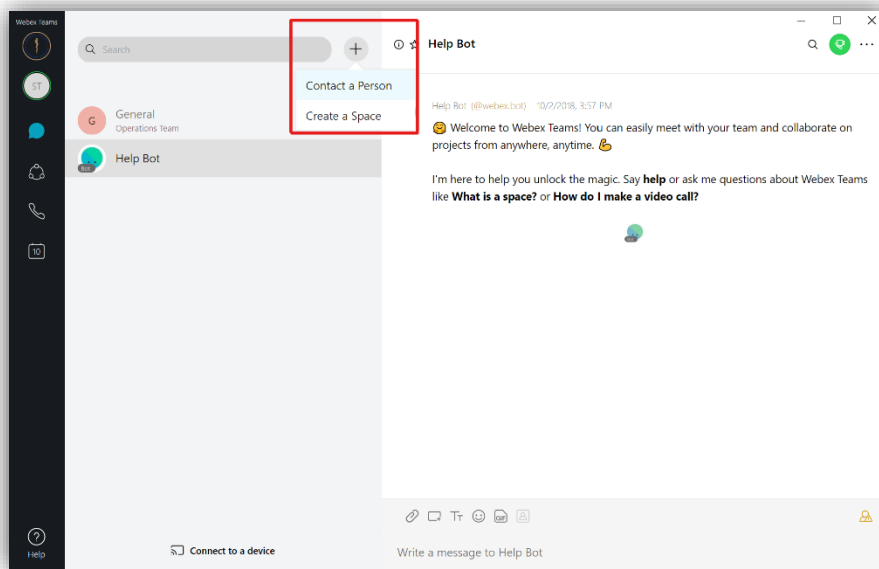 Webex Teams
ST
10
Help
Search
Contact a Person
Create a Space
G
General
Operations Team
Bot
Help Bot
Connect to a device
Help Bot
Help Bot (@webex.bot) 10/2/2018, 3:57 PM
Welcome to Webex Teams! You can easily meet with your team and collaborate on
projects from anywhere, anytime.
I'm here to help you unlock the magic. Say help or ask me questions about Webex Teams
like What is a space? or How do I make a video call?
Tт
GIF
Write a message to Help Bot